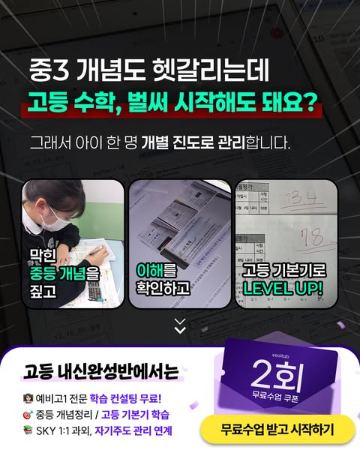 중3 개념도 헷갈리는데
고등 수학, 벌써 시작해도 돼요?
그래서 아이 한 명 개별 진도로 관리합니다.
막힌
중등 개념을
짚고
이해를
확인하고
고등 기본기로
LEVEL UP!
고등 내신완성반에서는
예비고1 전문 학습 컨설팅 무료!
중등 개념정리 / 고등 기본기 학습
SKY 1:1 과외, 자기주도 관리 연계
2회
무료수업 쿠폰
무료수업 받고 시작하기